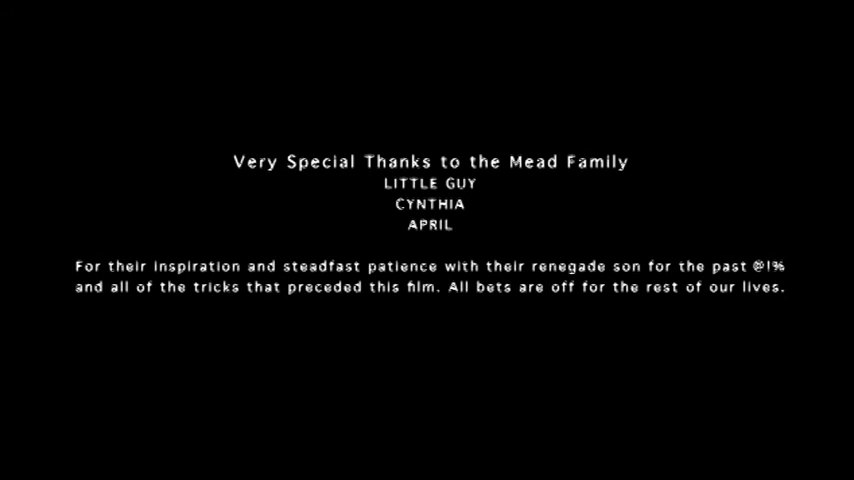 Very Special Thanks to the Mead Family
LITTLE GUY
CYNTHIA
APRIL
For their inspiration and steadfast patience with their renegade son for the past @!%
and all of the tricks that preceded this film. All bets are off for the rest of our lives.